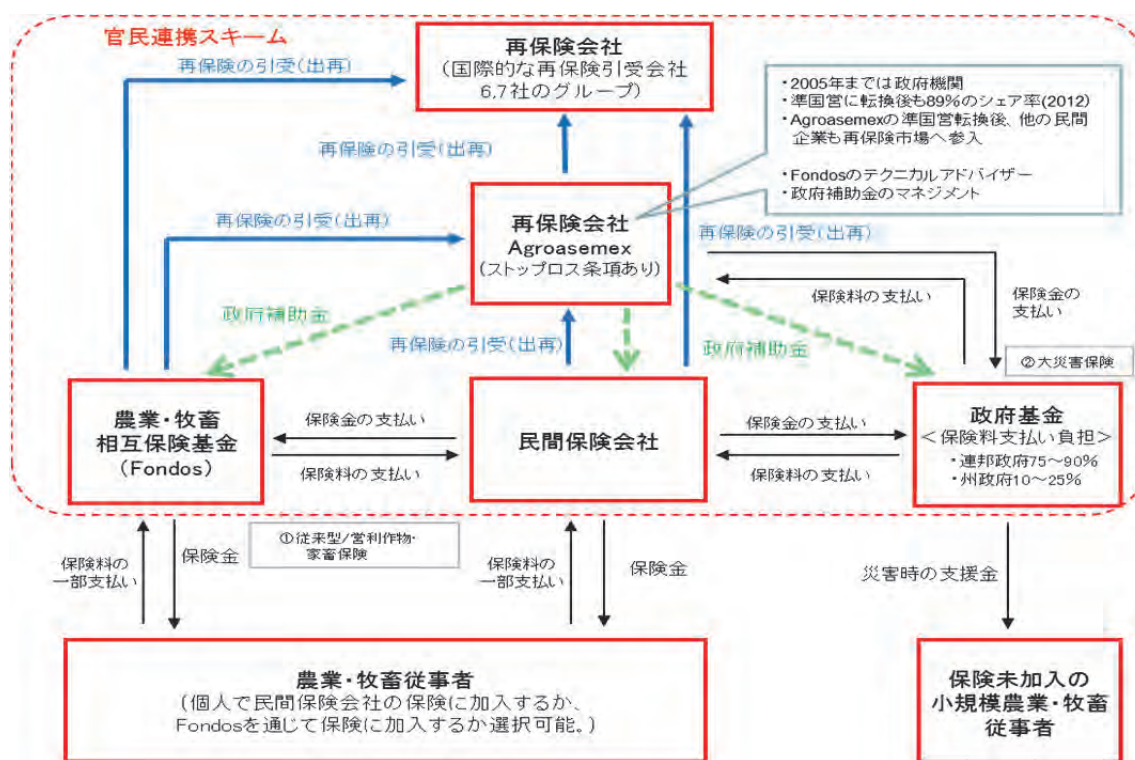 官民連携スキーム
再保険会社
(国際的な再保険引受会社
6,7社のグループ)
再保険の引受(出再)
・2005年までは政府機関
・準国営に転換後も89%のシェア率(2012)
・Agroasemexの準国営転換後、他の民間
企業も再保険市場へ参入
・Fondosのテクニカルアドバイザー
・政府補助金のマネジメント
再保険の引受(出再)
再保険の引受(出再)
再保険会社
Agroasemex
(ストップロス条項あり)
再保険の引受(出再)
保険料の支払い
保険金の
支払い
政府補助金
再保険の引受(出再)
政府補助金
②大災害保険
農業・牧畜
相互保険基金
(Fondos)
保険金の支払い
保険料の支払い
民間保険会社
保険金の支払い
保険料の支払い
政府基金
<保険料支払い負担>
・連邦政府75~90%
・州政府10~25%
保険料の
一部支払い
保険金
①従来型/営利作物・
家畜保険
保険料の
一部支払い
保険金
災害時の支援金
農業・牧畜従事者
(個人で民間保険会社の保険に加入するか、
Fondosを通じて保険に加入するか選択可能。)
保険未加入の
小規模農業・牧畜
従事者